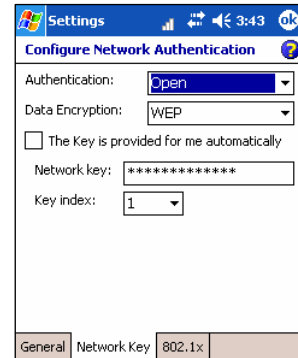 Settings 3:43 ok
Configure Network Authentication ?
Authentication: Open
Data Encryption: WEP
The Key is provided for me automatically
Network key: *************
Key index: 1
General Network Key 802.1x